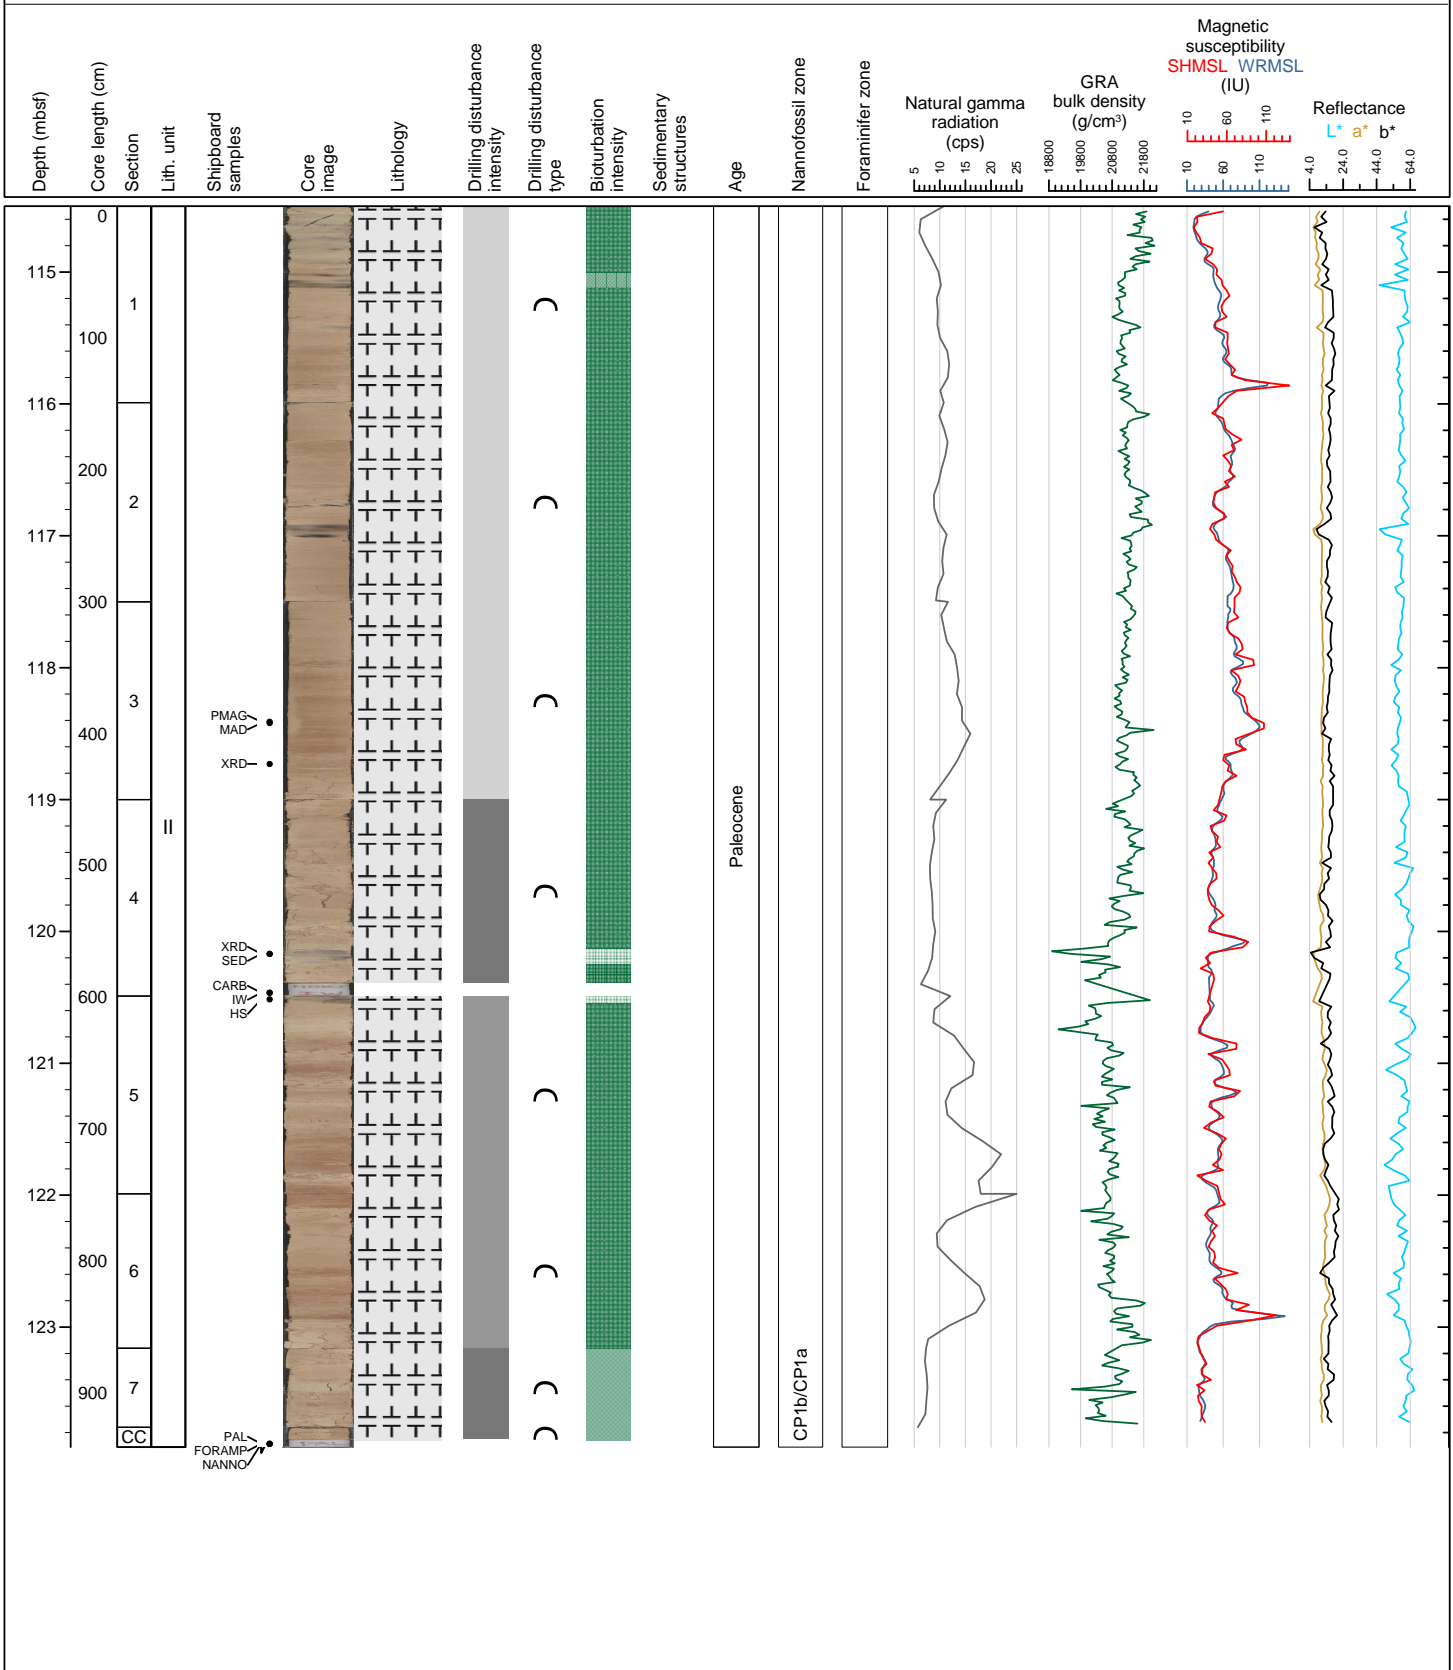 Depth (mbsf)
Core length (cm)
Section
Lith. unit
Shipboard
samples
Core
image
Lithology
Drilling disturbance
intensity
Drilling disturbance
type
Bioturbation
intensity
Sedimentary
structures
Age
Nannofossil zone
Foraminifer zone
Natural gamma
radiation
(cps)
5 10 15 20 25
GRA
bulk density
(g/cm³)
18800 19800 20800 21800
Magnetic
susceptibility
SHMSL WRMSL
(IU)
10 60 110
10 60 110
Reflectance
L* a* b*
4.0 24.0 44.0 64.0
0
115
1
100
116
200
2
117
300
118
3
PMAG
MAD
400
XRD
119
II
Paleocene
500
4
120
XRD
SED
CARB
600
IW
HS
121
5
700
122
800
6
123
CP1b/CP1a
7
900
CC
PAL
FORAMP
NANNO